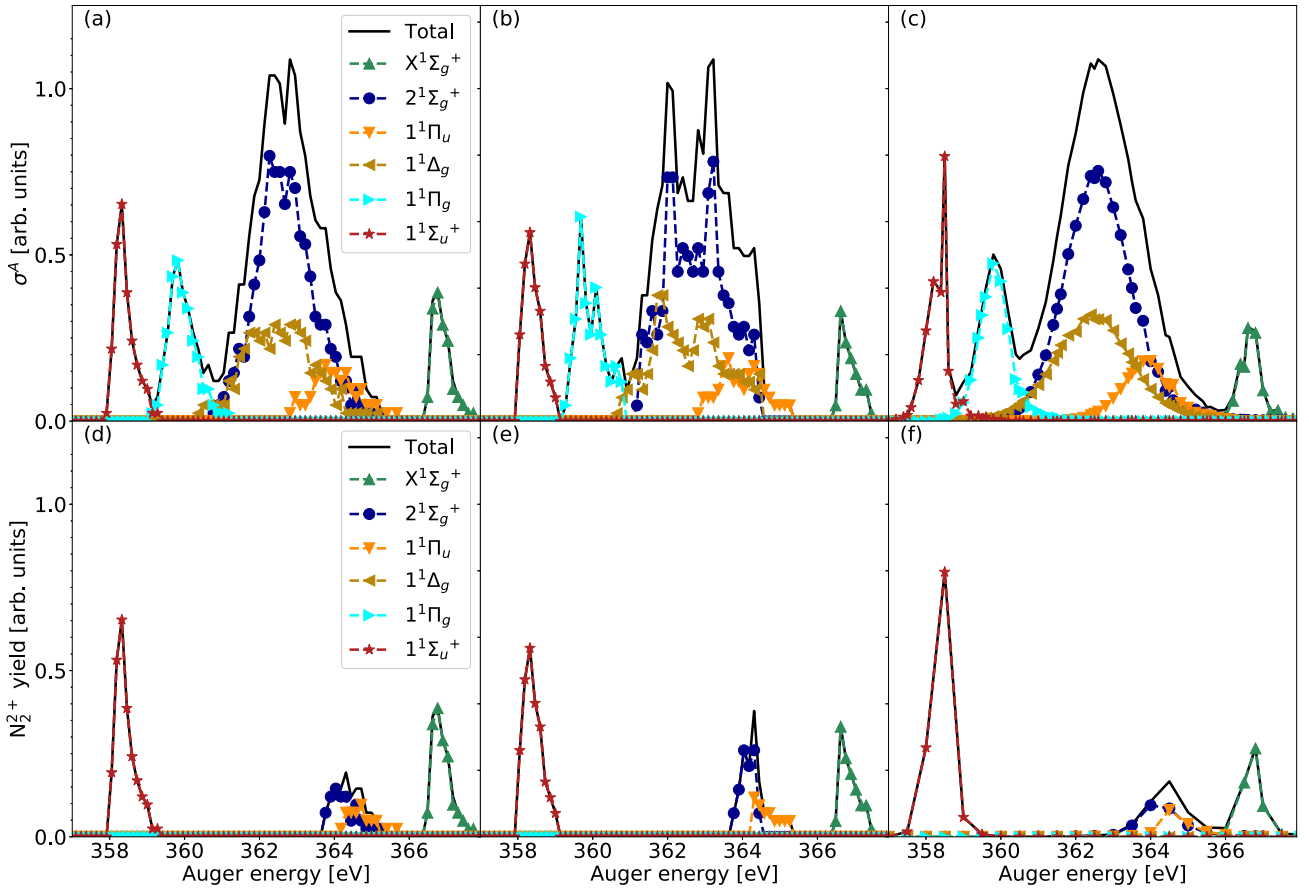 (a)
Total
X¹Σg⁺
2¹Σg⁺
1¹Πu
1¹Δg
1¹Πg
1¹Σu⁺
(b)
(c)
1.0
0.5
0.0
σᴬ [arb. units]
(d)
Total
X¹Σg⁺
2¹Σg⁺
1¹Πu
1¹Δg
1¹Πg
1¹Σu⁺
(e)
(f)
1.0
0.5
0.0
N₂²⁺ yield [arb. units]
358 360 362 364 366
358 360 362 364 366
358 360 362 364 366
Auger energy [eV]
Auger energy [eV]
Auger energy [eV]